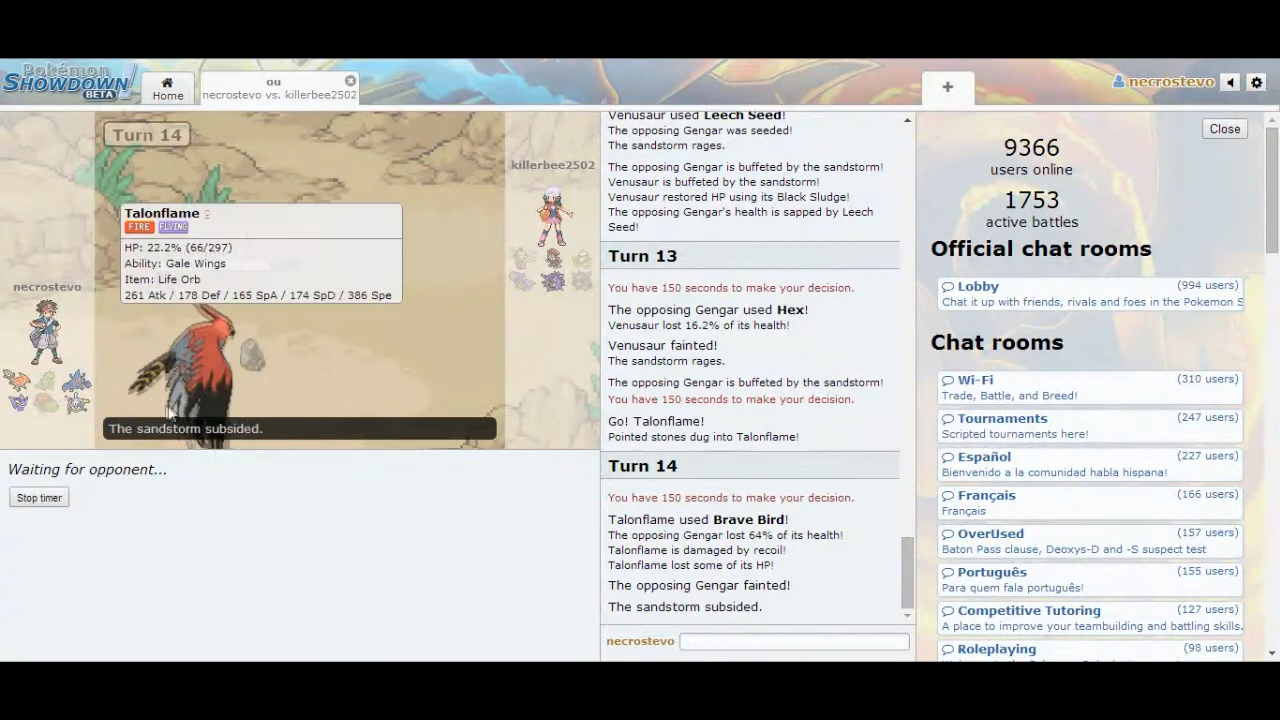 Pokémon
SHOWDOWN!
BETA
Home
ou
necrostevo vs. killerbee2502
+
necrostevo
Turn 14
killerbee2502
necrostevo
Talonflame ♀
FIRE FLYING
HP: 22.2% (66/297)
Ability: Gale Wings
Item: Life Orb
261 Atk / 178 Def / 165 SpA / 174 SpD / 386 Spe
The sandstorm subsided.
Waiting for opponent...
Stop timer
Venusaur used Leech Seed!
The opposing Gengar was seeded!
The sandstorm rages.
The opposing Gengar is buffeted by the sandstorm!
Venusaur is buffeted by the sandstorm!
Venusaur restored HP using its Black Sludge!
The opposing Gengar's health is sapped by Leech
Seed!
Turn 13
You have 150 seconds to make your decision.
The opposing Gengar used Hex!
Venusaur lost 16.2% of its health!
Venusaur fainted!
The sandstorm rages.
The opposing Gengar is buffeted by the sandstorm!
You have 150 seconds to make your decision.
Go! Talonflame!
Pointed stones dug into Talonflame!
Turn 14
You have 150 seconds to make your decision.
Talonflame used Brave Bird!
The opposing Gengar lost 64% of its health!
Talonflame is damaged by recoil!
Talonflame lost some of its HP!
The opposing Gengar fainted!
The sandstorm subsided.
necrostevo
Close
9366
users online
1753
active battles
Official chat rooms
Lobby (994 users)
Chat it up with friends, rivals and foes in the Pokemon S
Chat rooms
Wi-Fi (310 users)
Trade, Battle, and Breed!
Tournaments (247 users)
Scripted tournaments here!
Español (227 users)
Bienvenido a la comunidad habla hispana!
Français (166 users)
Français
OverUsed (157 users)
Baton Pass clause, Deoxys-D and -S suspect test
Português (155 users)
Para quem fala português!
Competitive Tutoring (127 users)
A place to improve your teambuilding and battling skills.
Roleplaying (98 users)